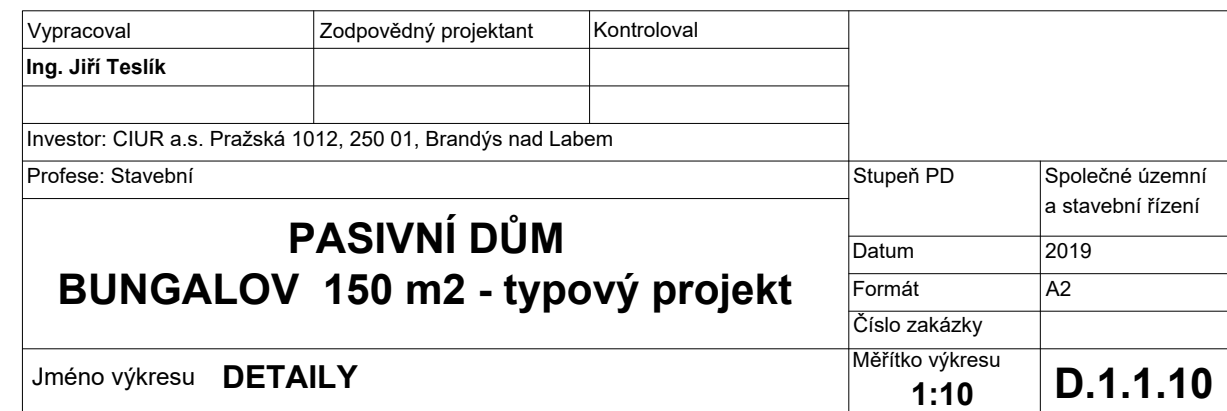 Vypracoval Zodpovědný projektant Kontroloval
Ing. Jiří Teslík
Investor: CIUR a.s. Pražská 1012, 250 01, Brandýs nad Labem
Profese: Stavební
Stupeň PD Společné územní
a stavební řízení
PASIVNÍ DŮM
BUNGALOV 150 m2 - typový projekt
Datum 2019
Formát A2
Číslo zakázky
Jméno výkresu DETAILY
Měřítko výkresu
1:10
D.1.1.10